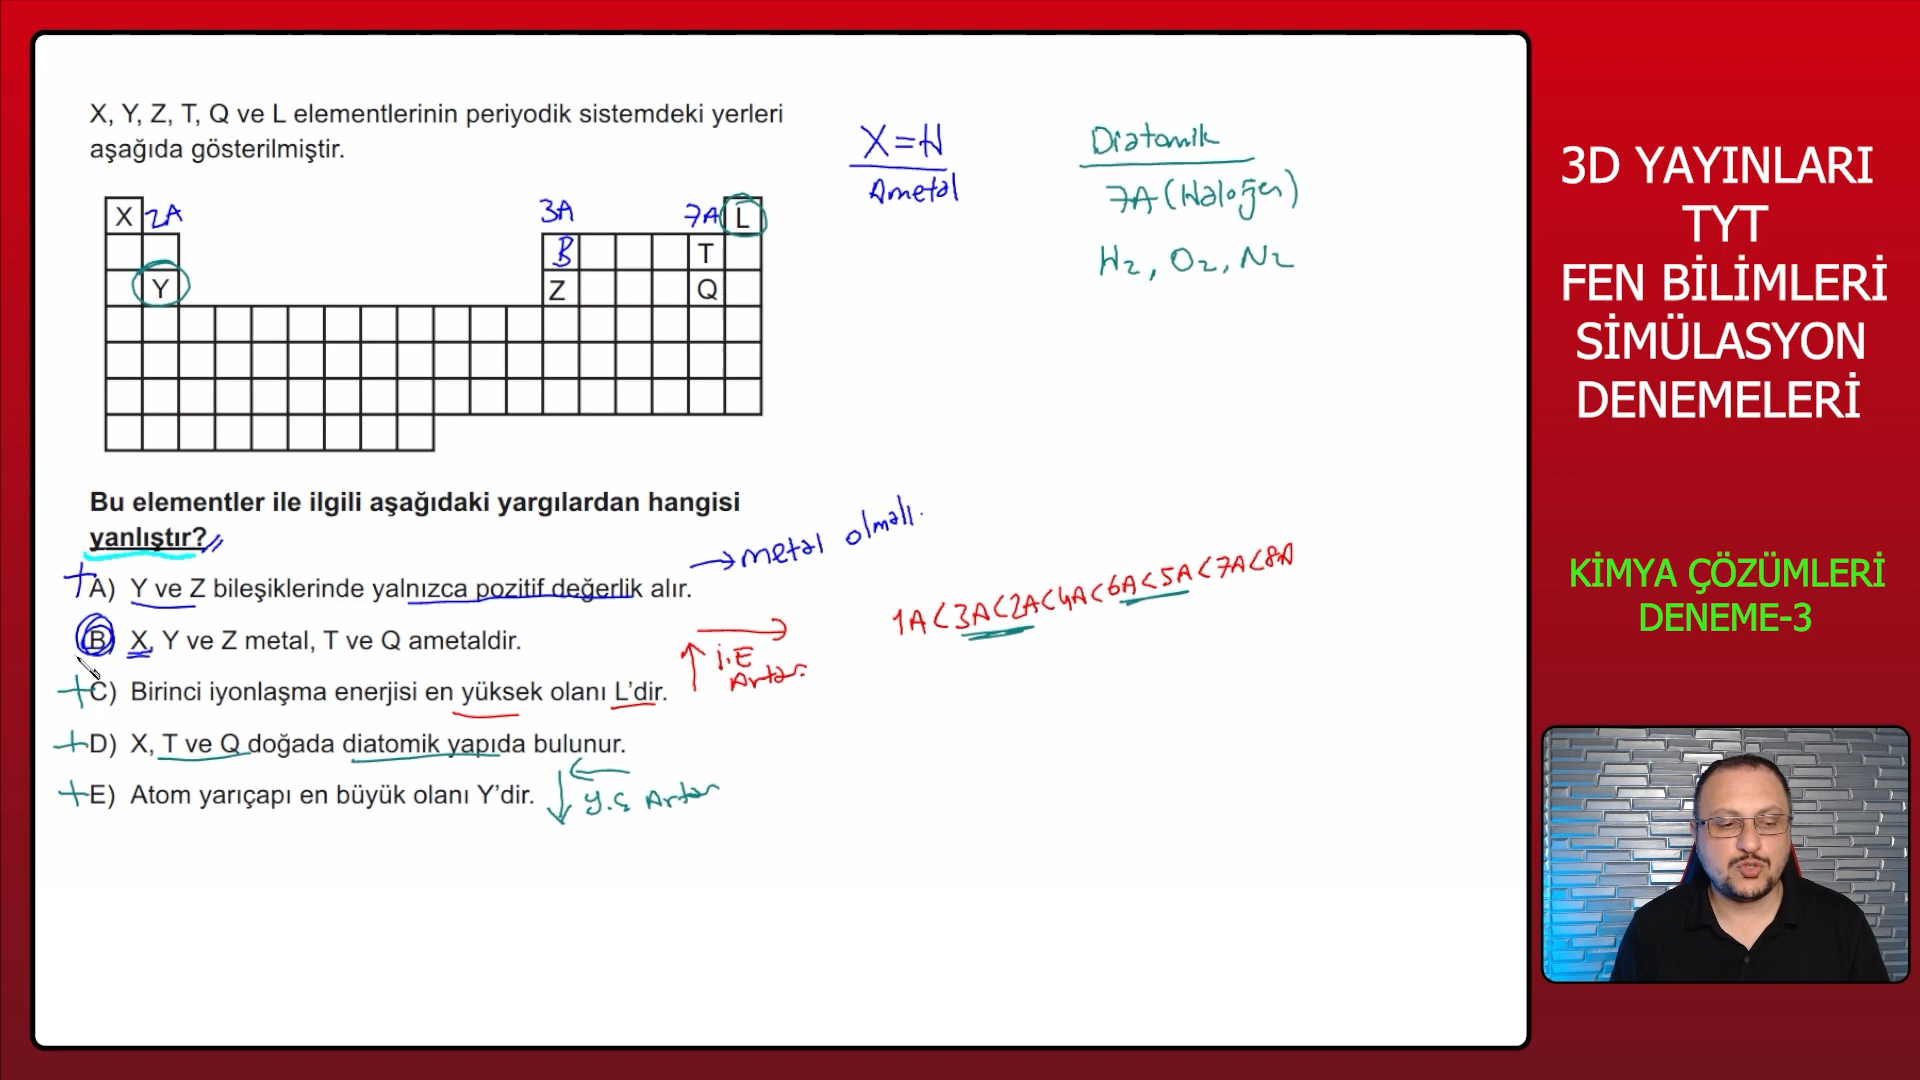 X, Y, Z, T, Q ve L elementlerinin periyodik sistemdeki yerleri
aşağıda gösterilmiştir.
X 2A 3A 7A L
B T
Y Z Q
Bu elementler ile ilgili aşağıdaki yargılardan hangisi
yanlıştır?
→ metal olmalı.
+ A) Y ve Z bileşiklerinde yalnızca pozitif değerlik alır.
B) X, Y ve Z metal, T ve Q ametaldir.
+ C) Birinci iyonlaşma enerjisi en yüksek olanı L’dir.
+ D) X, T ve Q doğada diatomik yapıda bulunur.
+ E) Atom yarıçapı en büyük olanı Y’dir.
İ.E
Artar.
y.ç Artar
X=H
Ametal
Diatomik
7A (Halojen)
H2, O2, N2
1A<3A<2A<4A<6A<5A<7A<8A
3D YAYINLARI
TYT
FEN BİLİMLERİ
SİMÜLASYON
DENEMELERİ
KİMYA ÇÖZÜMLERİ
DENEME-3